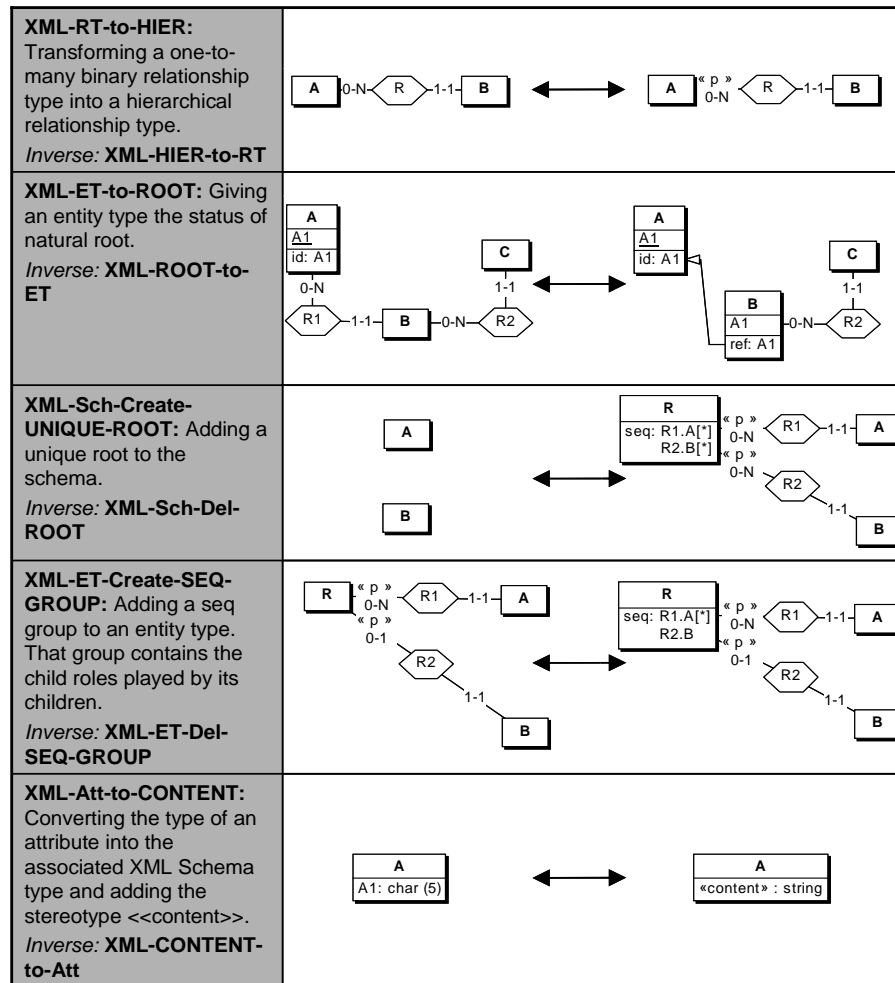 XML-RT-to-HIER:
Transforming a one-to-
many binary relationship
type into a hierarchical
relationship type.
Inverse: XML-HIER-to-RT
A 0-N R 1-1 B
A « p » 0-N R 1-1 B
XML-ET-to-ROOT: Giving
an entity type the status of
natural root.
Inverse: XML-ROOT-to-
ET
A
A1
id: A1
0-N
R1 1-1 B 0-N R2
1-1
C
A
A1
id: A1
B
A1
ref: A1
0-N R2
1-1
C
XML-Sch-Create-
UNIQUE-ROOT: Adding a
unique root to the
schema.
Inverse: XML-Sch-Del-
ROOT
A
B
R
seq: R1.A[*]
R2.B[*]
« p »
0-N R1 1-1 A
« p »
0-N
R2
1-1
B
XML-ET-Create-SEQ-
GROUP: Adding a seq
group to an entity type.
That group contains the
child roles played by its
children.
Inverse: XML-ET-Del-
SEQ-GROUP
R « p »
0-N R1 1-1 A
« p »
0-1
R2
1-1
B
R
seq: R1.A[*]
R2.B
« p »
0-N R1 1-1 A
« p »
0-1
R2
1-1
B
XML-Att-to-CONTENT:
Converting the type of an
attribute into the
associated XML Schema
type and adding the
stereotype <<content>>.
Inverse: XML-CONTENT-
to-Att
A
A1: char (5)
A
«content» : string